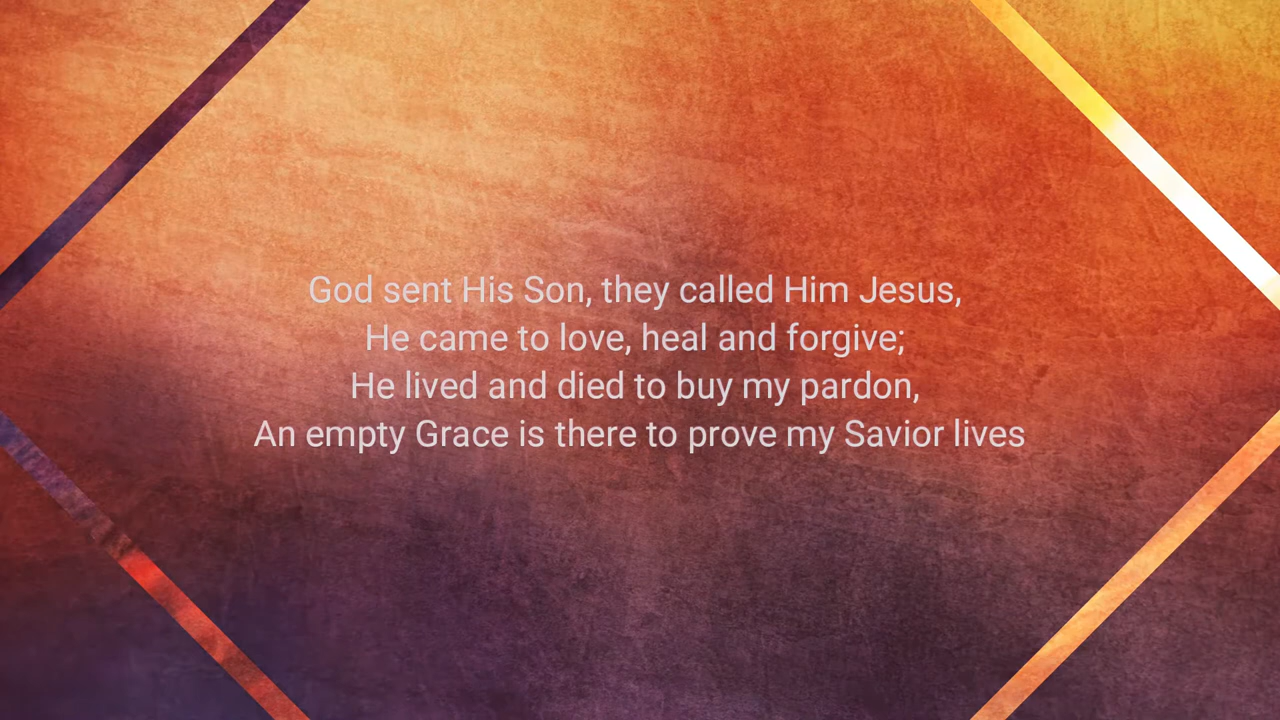 God sent His Son, they called Him Jesus,
He came to love, heal and forgive;
He lived and died to buy my pardon,
An empty Grace is there to prove my Savior lives